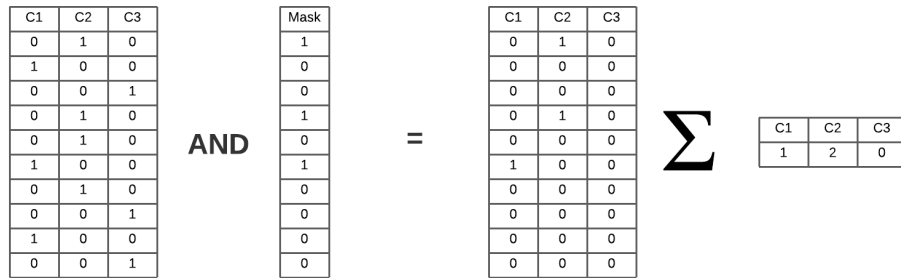 C1 C2 C3 Mask C1 C2 C3
0 1 0 1 0 1 0
1 0 0 0 0 0 0
0 0 1 0 0 0 0
0 1 0 1 0 1 0
0 1 0 AND 0 = 0 0 0 Σ C1 C2 C3
1 0 0 1 1 0 0 1 2 0
0 1 0 0 0 0 0
0 0 1 0 0 0 0
1 0 0 0 0 0 0
0 0 1 0 0 0 0